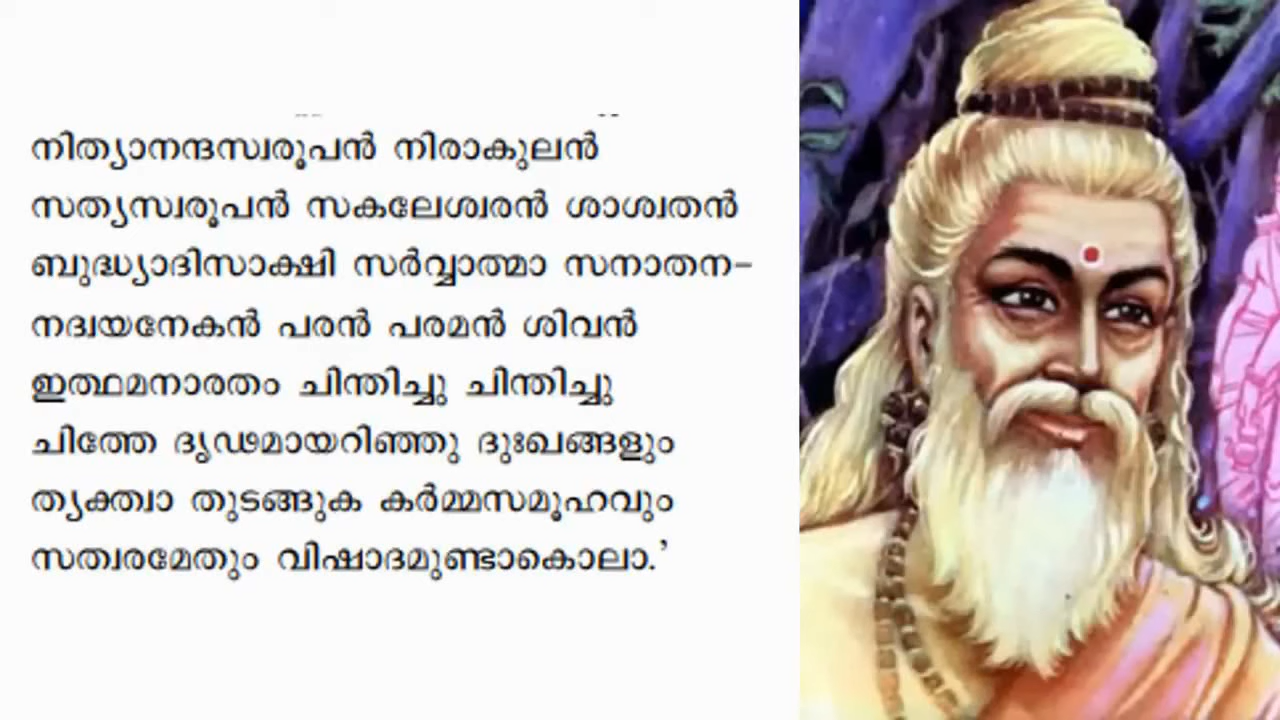 നിത്യാനന്ദസ്വരൂപൻ നിരാകുലൻ
സത്യസ്വരൂപൻ സകലേശ്വരൻ ശാശ്വതൻ
ബുദ്ധ്യാദിസാക്ഷി സർവ്വാത്മാ സനാതന–
നദ്വയനേകൻ പരൻ പരമൻ ശിവൻ
ഇത്ഥമനാരതം ചിന്തിച്ചു ചിന്തിച്ചു
ചിത്തേ ദൃഢമായറിഞ്ഞു ദുഃഖങ്ങളും
ത്യക്ത്വാ തുടങ്ങുക കർമ്മസമൂഹവും
സത്വരമേതും വിഷാദമുണ്ടാകൊലാ.’